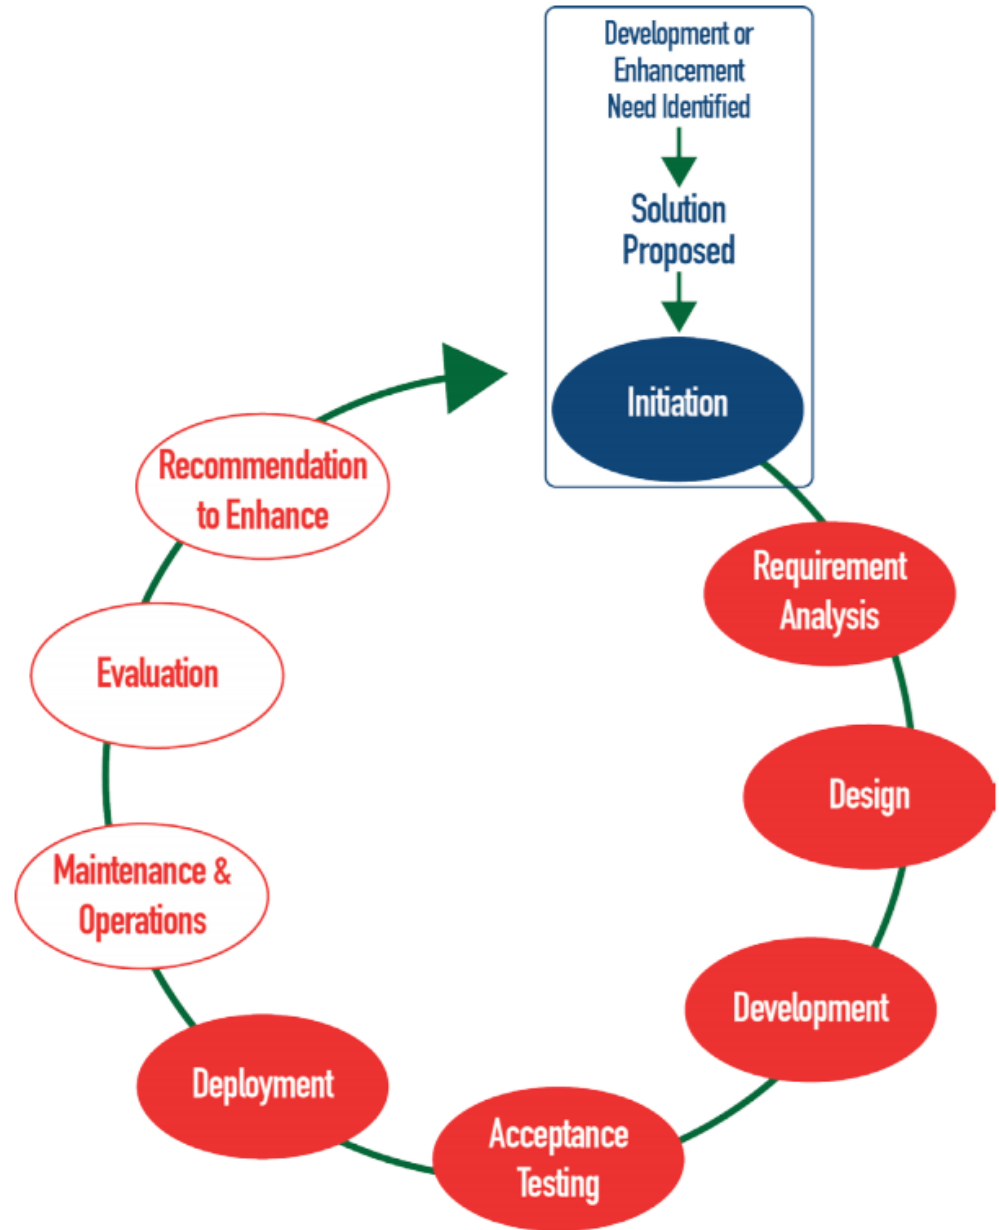 Development or
Enhancement
Need Identified
Solution
Proposed
Initiation
Requirement
Analysis
Design
Development
Acceptance
Testing
Deployment
Maintenance &
Operations
Evaluation
Recommendation
to Enhance